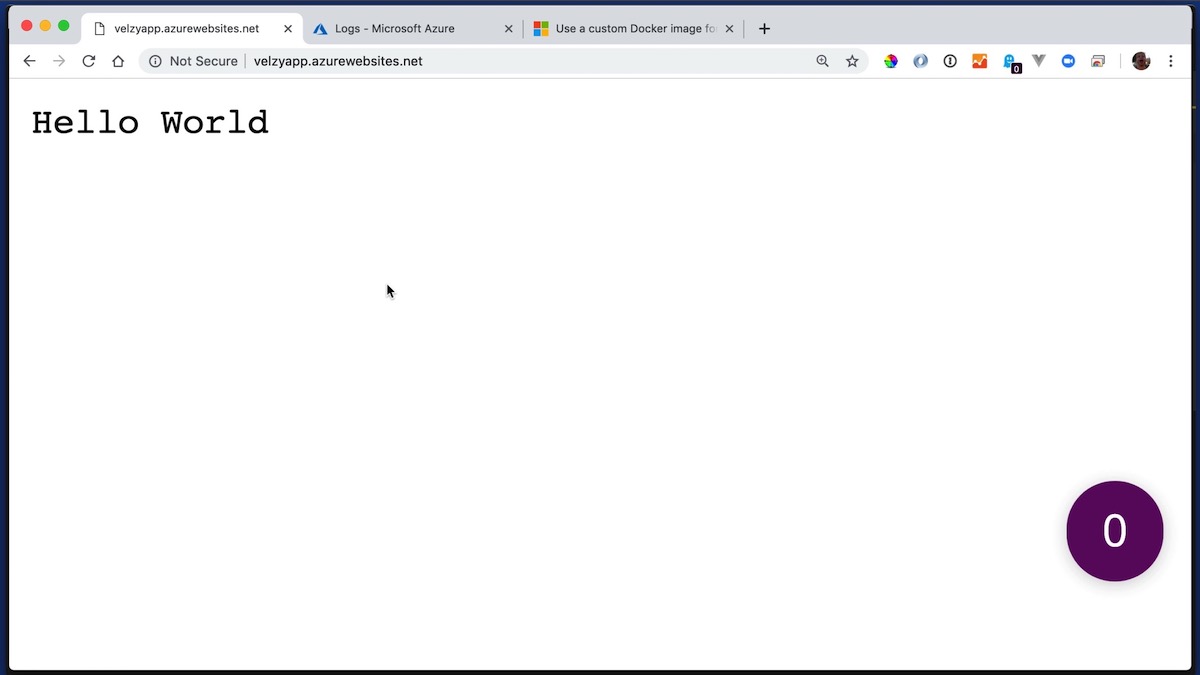 velzyapp.azurewebsites.net
Logs - Microsoft Azure
Use a custom Docker image fo
Not Secure
velzyapp.azurewebsites.net
0
Hello World
0